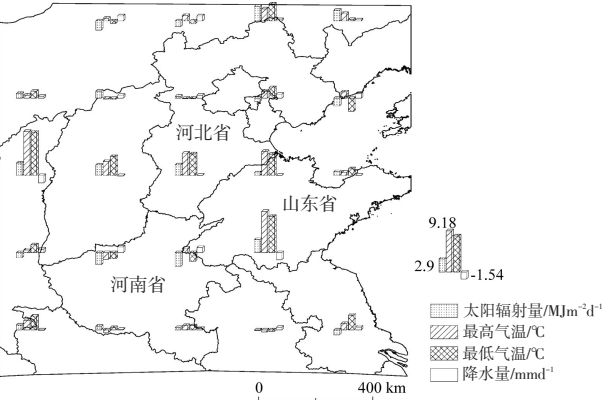 河北省
山东省
河南省
9.18
2.9
-1.54
太阳辐射量/MJm⁻²d⁻¹
最高气温/℃
最低气温/℃
降水量/mmd⁻¹
0 400 km